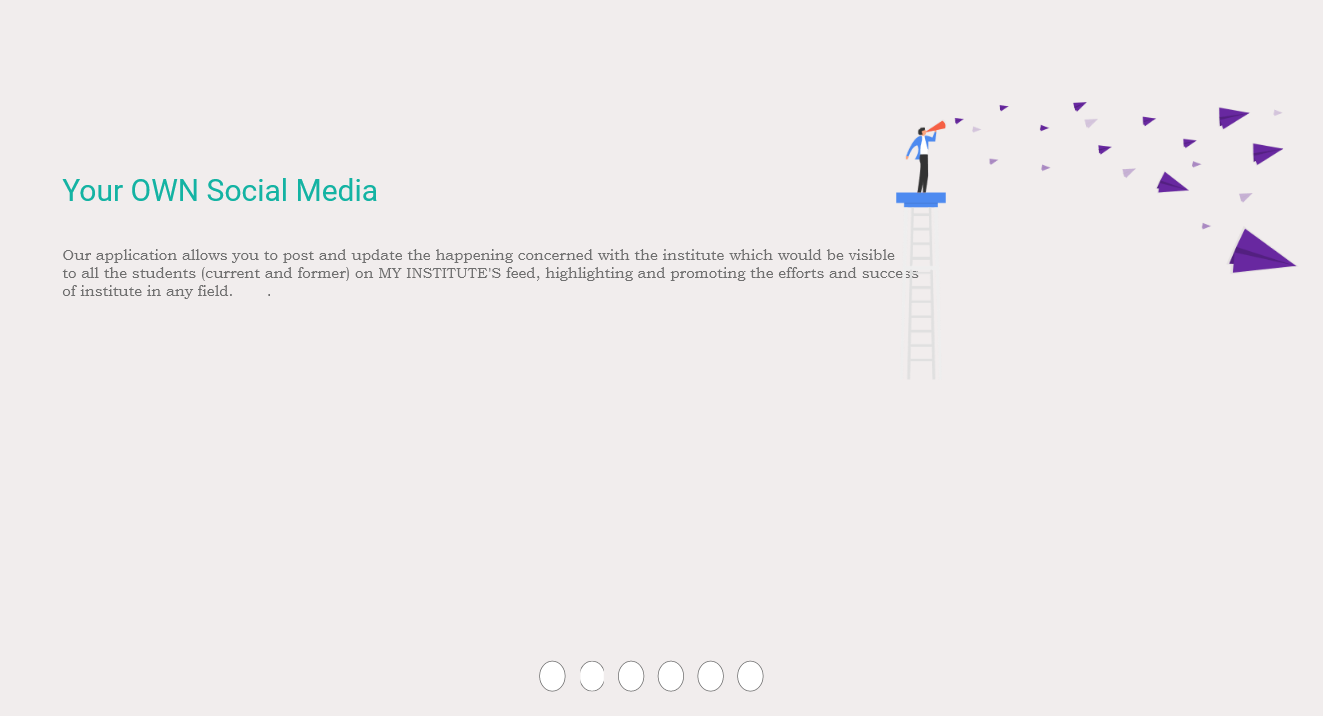 Your OWN Social Media
Our application allows you to post and update the happening concerned with the institute which would be visible
to all the students (current and former) on MY INSTITUTE'S feed, highlighting and promoting the efforts and success
of institute in any field. .